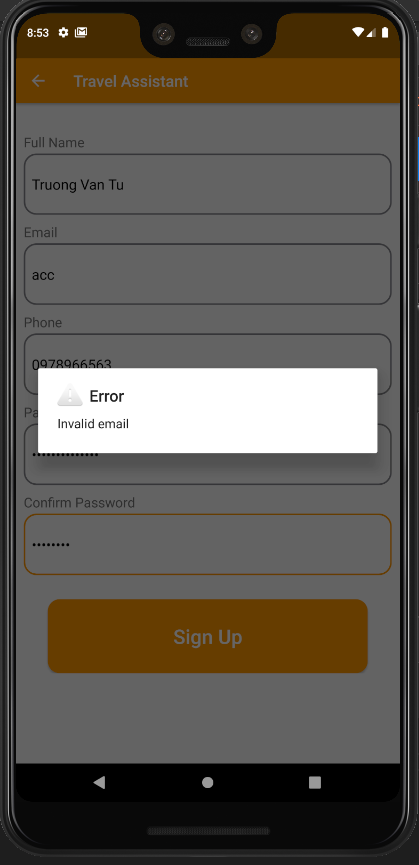 8:53
Travel Assistant
Full Name
Truong Van Tu
Email
acc
Phone
0978966563
Error
Invalid email
Pa
Confirm Password
Sign Up